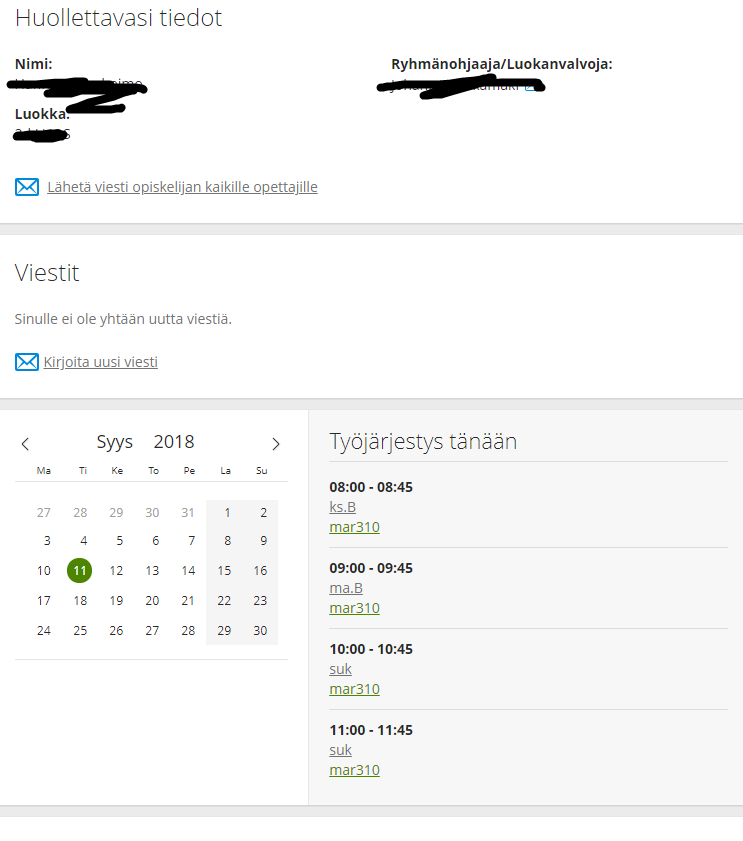 Huollettavasi tiedot
Nimi:
Ryhmänohjaaja/Luokanvalvoja:
Luokka:
Lähetä viesti opiskelijan kaikille opettajille
Viestit
Sinulle ei ole yhtään uutta viestiä.
Kirjoita uusi viesti
Syys 2018
Ma Ti Ke To Pe La Su
27 28 29 30 31 1 2
3 4 5 6 7 8 9
10 11 12 13 14 15 16
17 18 19 20 21 22 23
24 25 26 27 28 29 30
Työjärjestys tänään
08:00 - 08:45
ks.B
mar310
09:00 - 09:45
ma.B
mar310
10:00 - 10:45
suk
mar310
11:00 - 11:45
suk
mar310